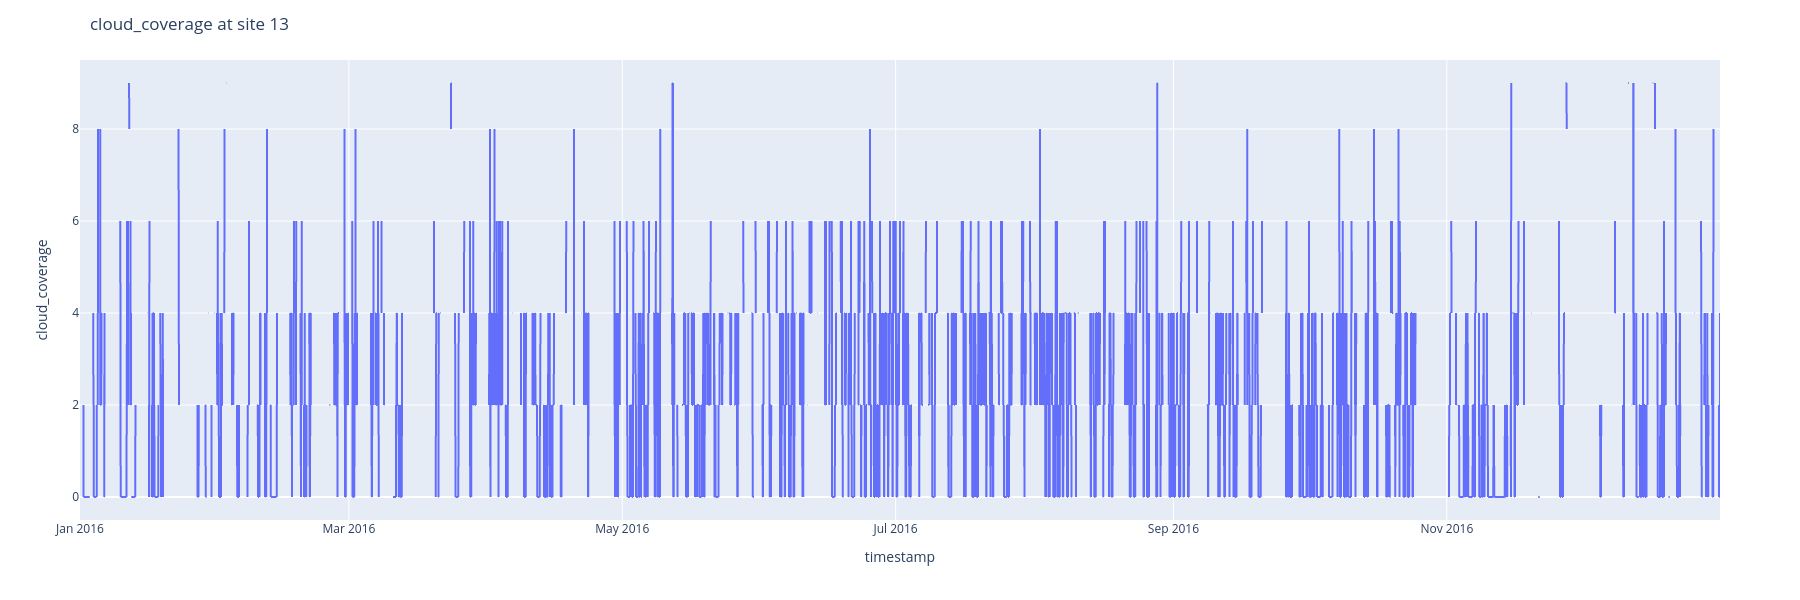 cloud_coverage at site 13
cloud_coverage
8
6
4
2
0
Jan 2016
Mar 2016
May 2016
Jul 2016
Sep 2016
Nov 2016
timestamp